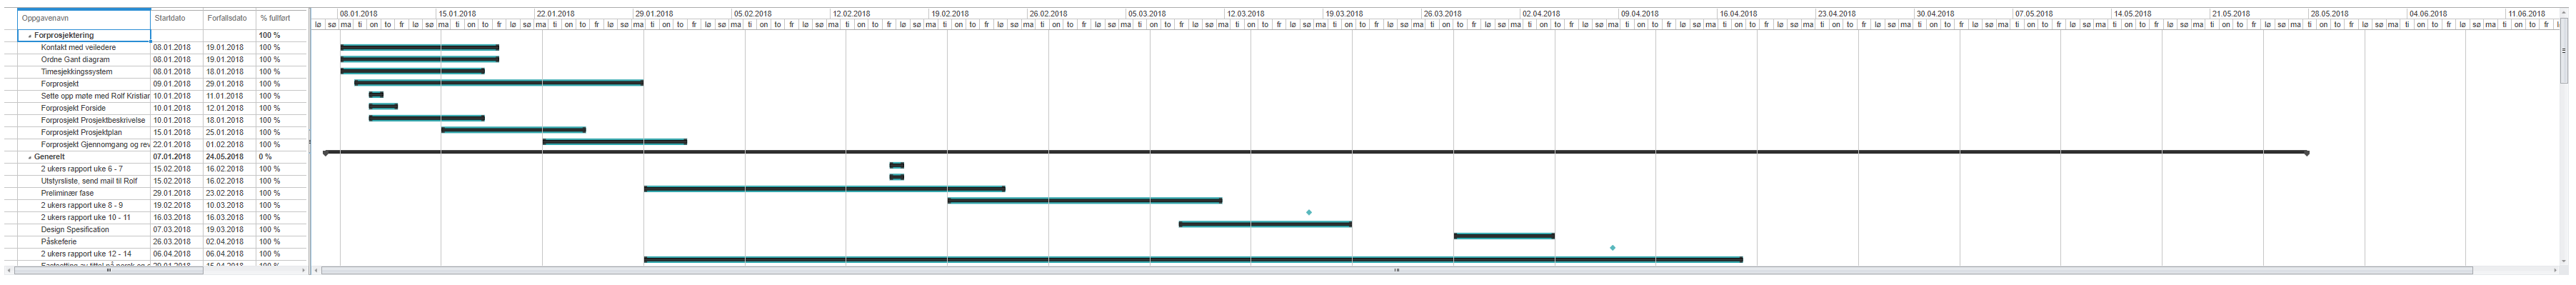 Oppgavenavn Startdato Forfallsdato % fullført
08.01.2018 15.01.2018 22.01.2018 29.01.2018 05.02.2018 12.02.2018 19.02.2018 26.02.2018 05.03.2018 12.03.2018 19.03.2018 26.03.2018 02.04.2018 09.04.2018 16.04.2018 23.04.2018 30.04.2018 07.05.2018 14.05.2018 21.05.2018 28.05.2018 04.06.2018 11.06.2018
Forprosjektering 100 %
Kontakt med veiledere 08.01.2018 19.01.2018 100 %
Ordne Gant diagram 08.01.2018 19.01.2018 100 %
Timesjekkingssystem 08.01.2018 18.01.2018 100 %
Forprosjekt 09.01.2018 29.01.2018 100 %
Sette opp møte med Rolf Kristian 10.01.2018 11.01.2018 100 %
Forprosjekt Forside 10.01.2018 12.01.2018 100 %
Forprosjekt Prosjektbeskrivelse 10.01.2018 18.01.2018 100 %
Forprosjekt Prosjektplan 15.01.2018 25.01.2018 100 %
Forprosjekt Gjennomgang og rev 22.01.2018 01.02.2018 100 %
Generelt 07.01.2018 24.05.2018 0 %
2 ukers rapport uke 6 - 7 15.02.2018 16.02.2018 100 %
Utstyrsliste, send mail til Rolf 15.02.2018 16.02.2018 100 %
Preliminær fase 29.01.2018 23.02.2018 100 %
2 ukers rapport uke 8 - 9 19.02.2018 10.03.2018 100 %
2 ukers rapport uke 10 - 11 16.03.2018 16.03.2018 100 %
Design Spesification 07.03.2018 19.03.2018 100 %
Påskeferie 26.03.2018 02.04.2018 100 %
2 ukers rapport uke 12 - 14 06.04.2018 06.04.2018 100 %